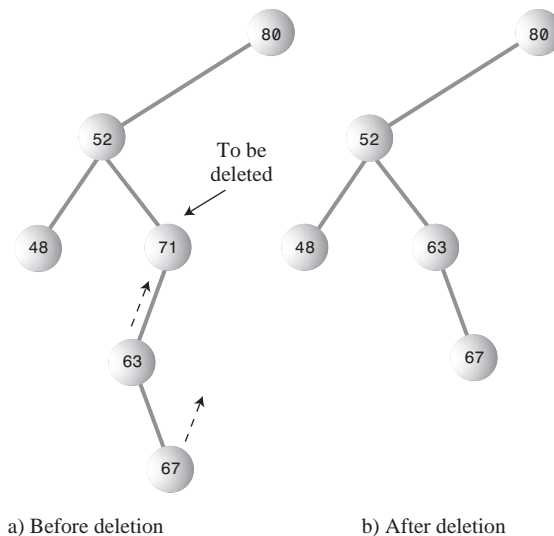 80
52
To be
deleted
48
71
63
67
a) Before deletion
80
52
48
63
67
b) After deletion